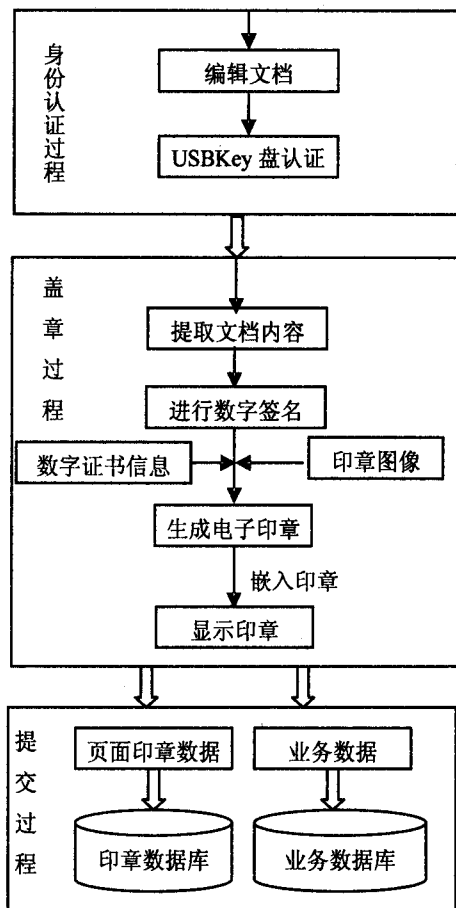 身份认证过程
编辑文档
USBKey 盘认证
盖章过程
提取文档内容
进行数字签名
数字证书信息
印章图像
生成电子印章
嵌入印章
显示印章
提交过程
页面印章数据
业务数据
印章数据库
业务数据库